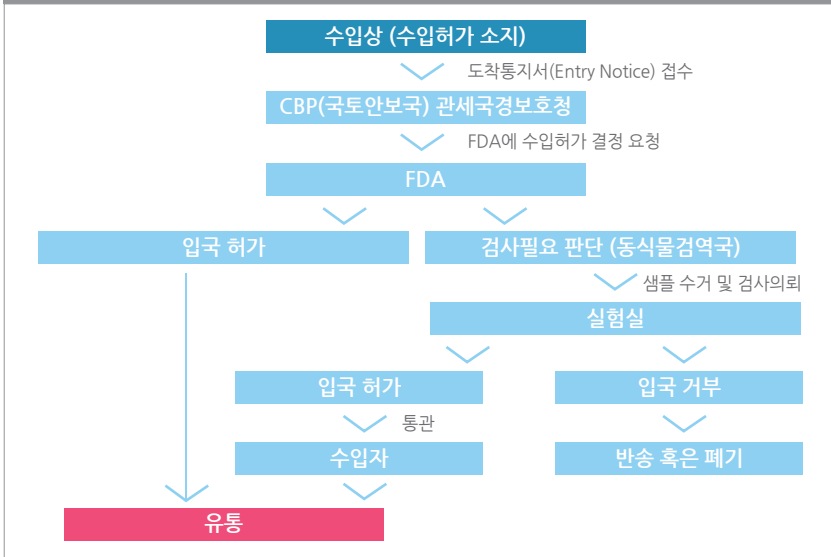 수입상 (수입허가 소지)
도착통지서(Entry Notice) 접수
CBP(국토안보국) 관세국경보호청
FDA에 수입허가 결정 요청
FDA
입국 허가
검사필요 판단 (동식물검역국)
샘플 수거 및 검사의뢰
실험실
입국 허가
입국 거부
통관
수입자
반송 혹은 폐기
유통